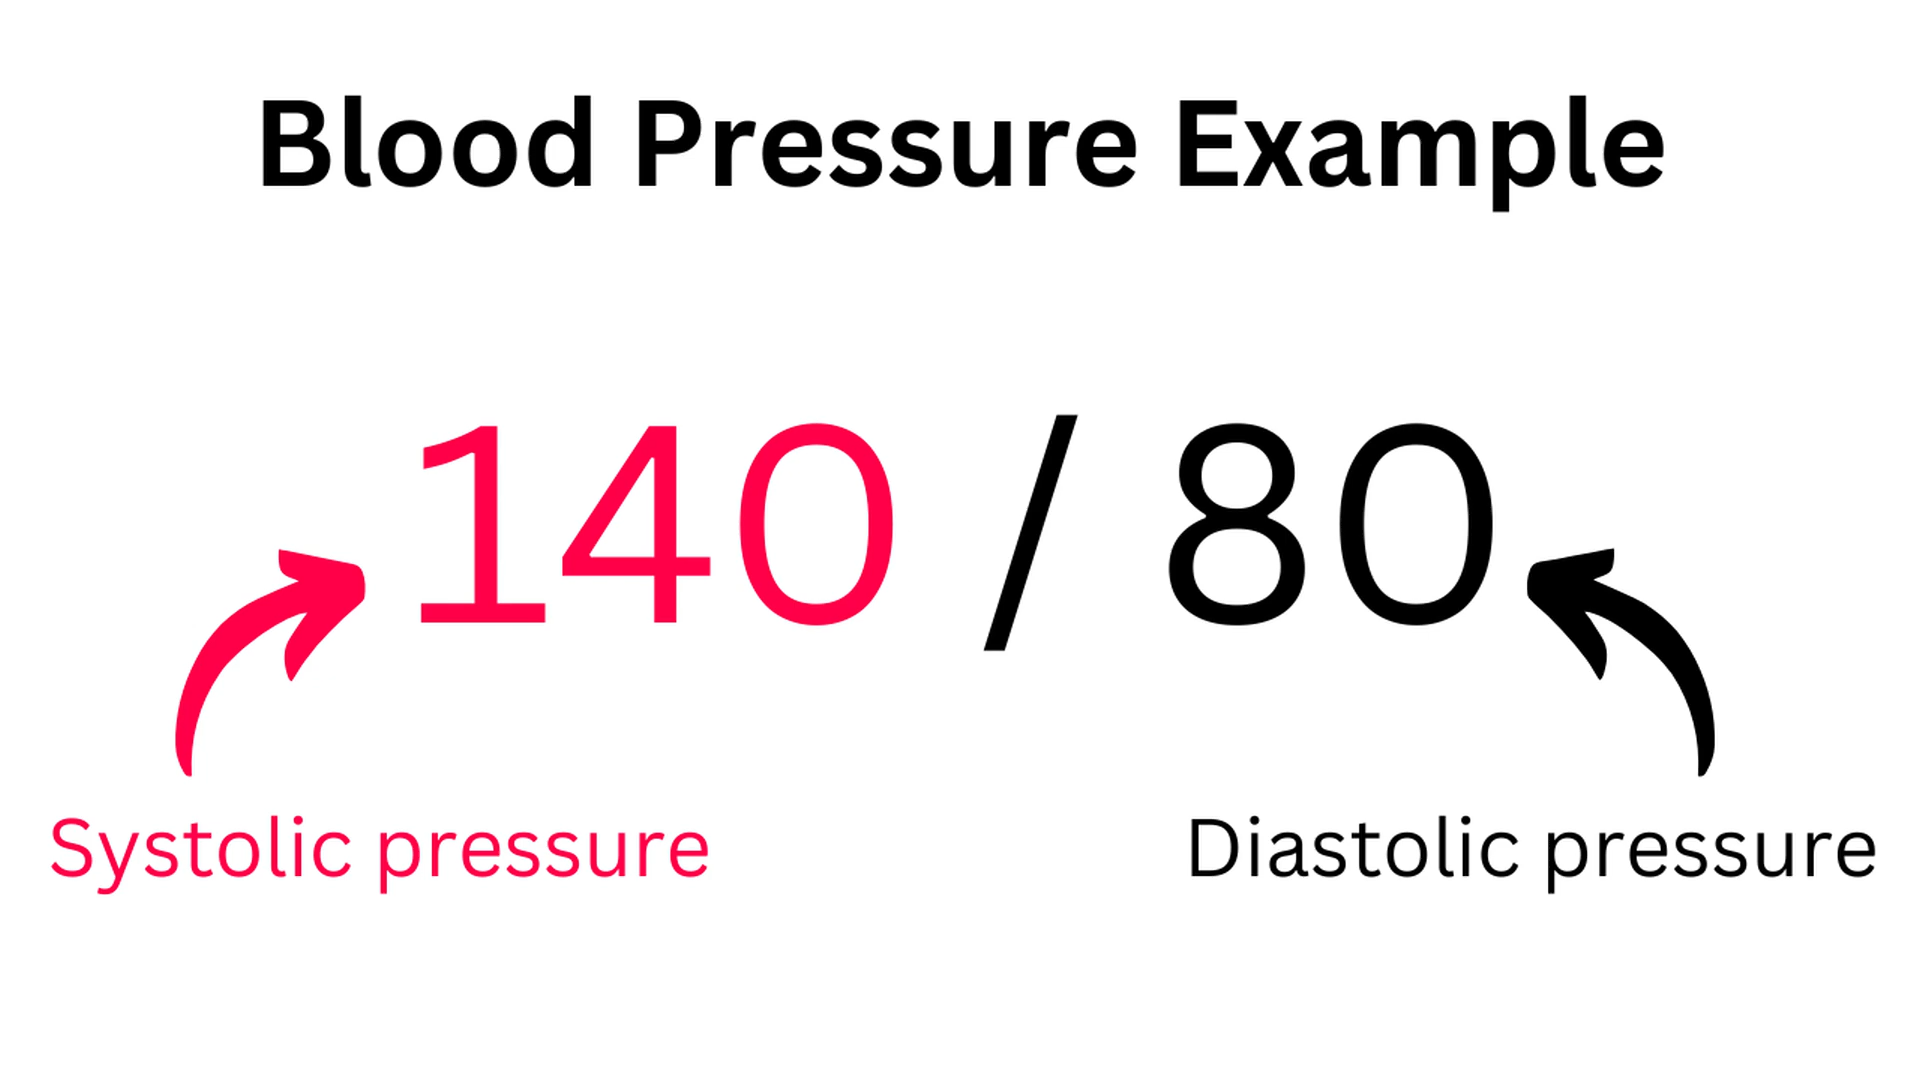 Blood Pressure Example
140 / 80
Systolic pressure
Diastolic pressure